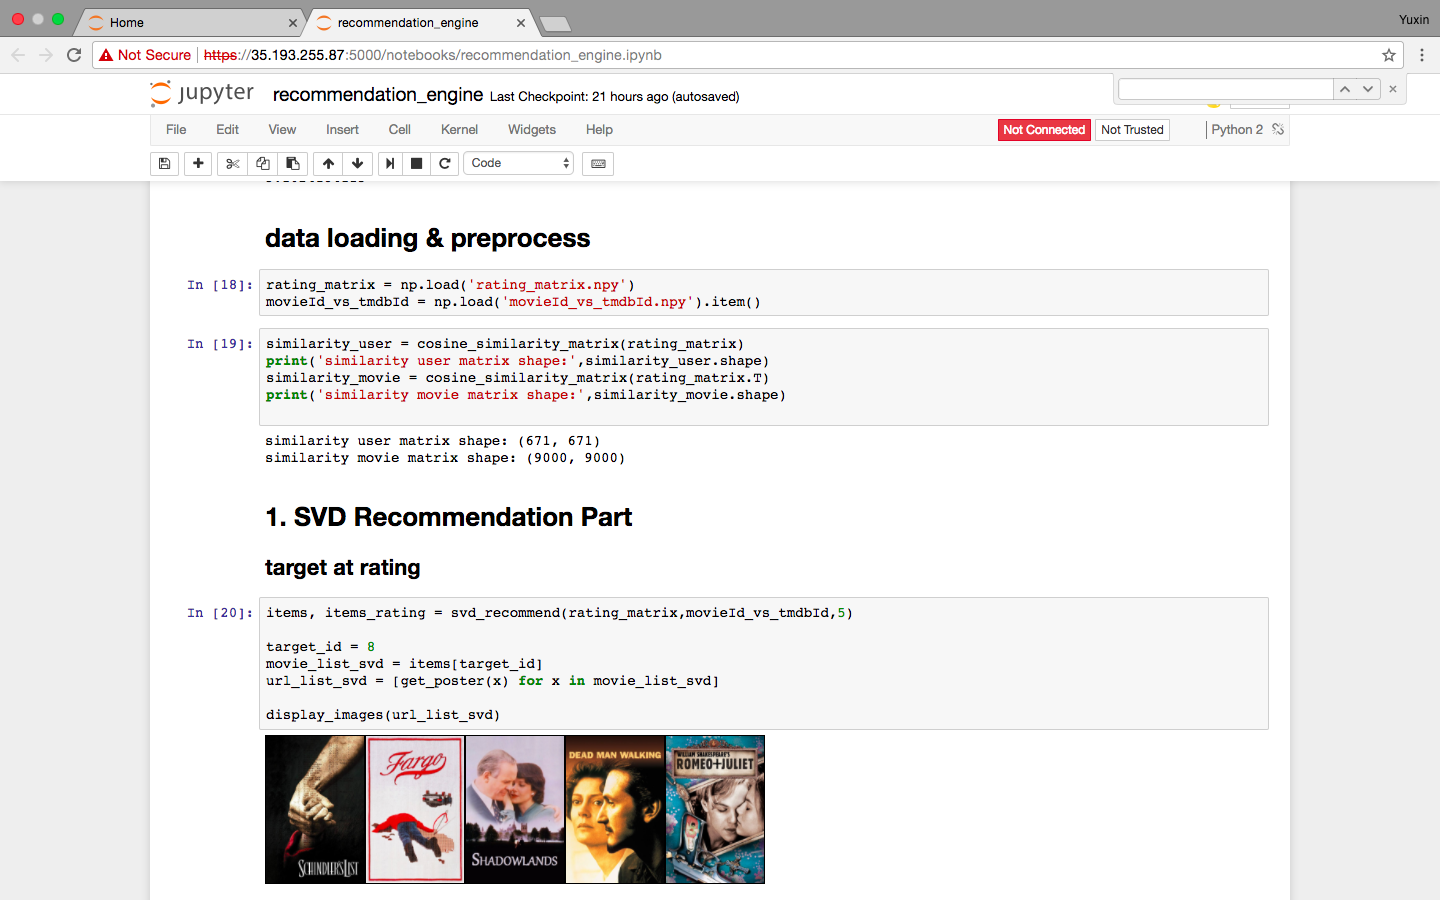 Home
recommendation_engine
Yuxin
Not Secure https://35.193.255.87:5000/notebooks/recommendation_engine.ipynb
jupyter recommendation_engine Last Checkpoint: 21 hours ago (autosaved)
File Edit View Insert Cell Kernel Widgets Help Not Connected Not Trusted Python 2
Code
data loading & preprocess
In [18]: rating_matrix = np.load('rating_matrix.npy')
movieId_vs_tmdbId = np.load('movieId_vs_tmdbId.npy').item()
In [19]: similarity_user = cosine_similarity_matrix(rating_matrix)
print('similarity user matrix shape:',similarity_user.shape)
similarity_movie = cosine_similarity_matrix(rating_matrix.T)
print('similarity movie matrix shape:',similarity_movie.shape)
similarity user matrix shape: (671, 671)
similarity movie matrix shape: (9000, 9000)
1. SVD Recommendation Part
target at rating
In [20]: items, items_rating = svd_recommend(rating_matrix,movieId_vs_tmdbId,5)
target_id = 8
movie_list_svd = items[target_id]
url_list_svd = [get_poster(x) for x in movie_list_svd]
display_images(url_list_svd)
SCHINDLER'S LIST
Fargo
SHADOWLANDS
DEAD MAN WALKING
WILLIAM SHAKESPEARE'S
ROMEO+JULIET